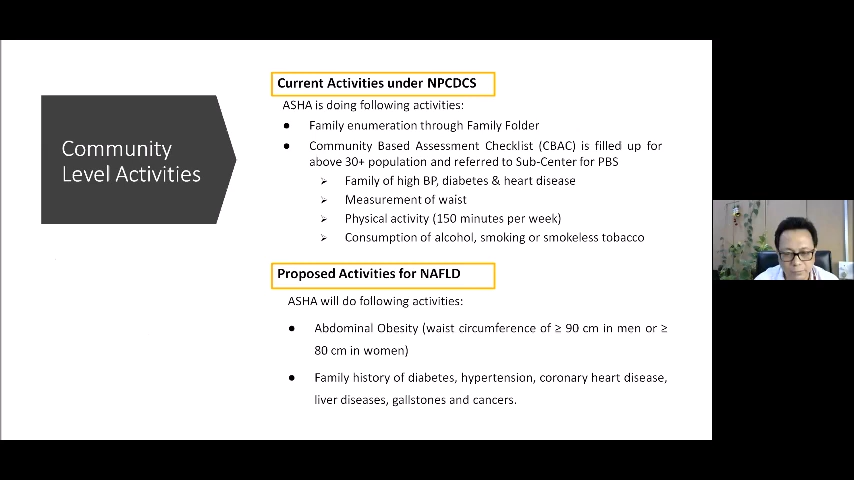 Community
Level Activities
Current Activities under NPCDCS
ASHA is doing following activities:
● Family enumeration through Family Folder
● Community Based Assessment Checklist (CBAC) is filled up for
above 30+ population and referred to Sub-Center for PBS
➢ Family of high BP, diabetes & heart disease
➢ Measurement of waist
➢ Physical activity (150 minutes per week)
➢ Consumption of alcohol, smoking or smokeless tobacco
Proposed Activities for NAFLD
ASHA will do following activities:
● Abdominal Obesity (waist circumference of ≥ 90 cm in men or ≥
80 cm in women)
● Family history of diabetes, hypertension, coronary heart disease,
liver diseases, gallstones and cancers.